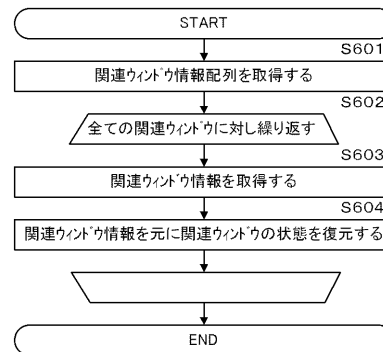 START
S601
関連ウィンドウ情報配列を取得する
S602
全ての関連ウィンドウに対し繰り返す
S603
関連ウィンドウ情報を取得する
S604
関連ウィンドウ情報を元に関連ウィンドウの状態を復元する
END